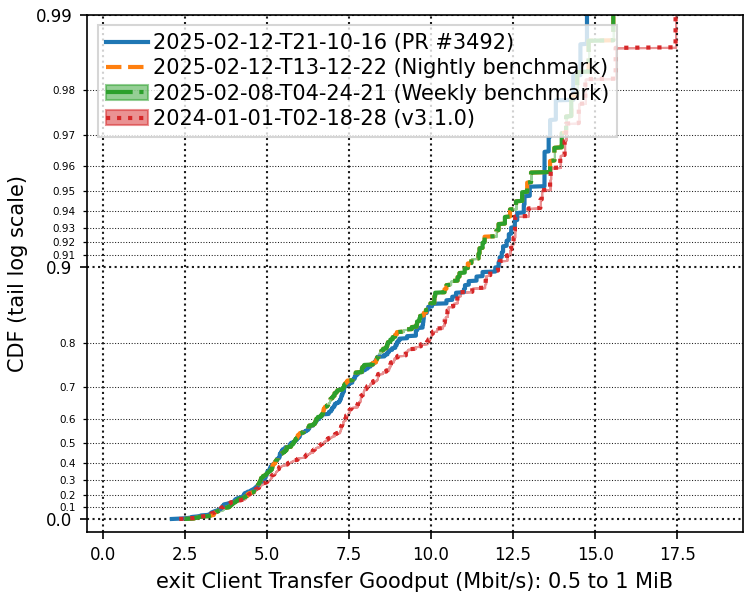 0.99
2025-02-12-T21-10-16 (PR #3492)
2025-02-12-T13-12-22 (Nightly benchmark)
2025-02-08-T04-24-21 (Weekly benchmark)
2024-01-01-T02-18-28 (v3.1.0)
0.98
0.97
0.96
0.95
0.94
0.93
0.92
0.91
0.9
0.8
0.7
0.6
0.5
0.4
0.3
0.2
0.1
0.0
CDF (tail log scale)
0.0 2.5 5.0 7.5 10.0 12.5 15.0 17.5
exit Client Transfer Goodput (Mbit/s): 0.5 to 1 MiB